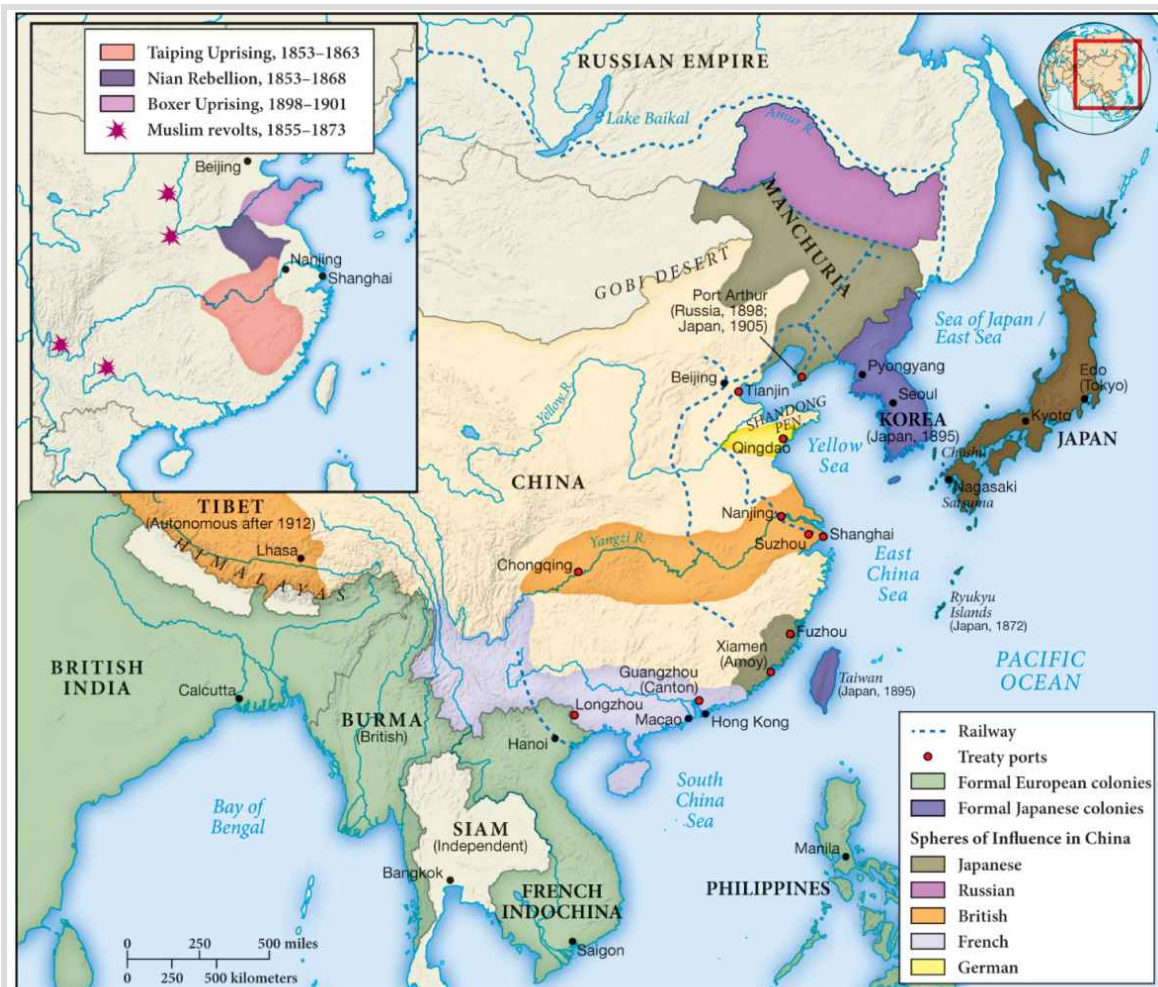 Taiping Uprising, 1853–1863
Nian Rebellion, 1853–1868
Boxer Uprising, 1898–1901
Muslim revolts, 1855–1873
Beijing
Nanjing
Shanghai
RUSSIAN EMPIRE
Lake Baikal
Amur R.
MANCHURIA
GOBI DESERT
Port Arthur
(Russia, 1898;
Japan, 1905)
Sea of Japan /
East Sea
Beijing
Tianjin
Pyongyang
Seoul
KOREA
(Japan, 1895)
Edo
(Tokyo)
Kyoto
JAPAN
Yellow R.
SHANDONG
PEN.
Qingdao
Yellow
Sea
Choshu
Nagasaki
Satsuma
CHINA
TIBET
(Autonomous after 1912)
Lhasa
HIMALAYAS
Nanjing
Suzhou
Shanghai
Yangzi R.
Chongqing
East
China
Sea
Ryukyu
Islands
(Japan, 1872)
Fuzhou
Xiamen
(Amoy)
PACIFIC
OCEAN
BRITISH
INDIA
Calcutta
BURMA
(British)
Guangzhou
(Canton)
Longzhou
Macao
Hong Kong
Taiwan
(Japan, 1895)
Hanoi
Bay of
Bengal
SIAM
(Independent)
Bangkok
South
China
Sea
FRENCH
INDOCHINA
Saigon
Manila
PHILIPPINES
Railway
Treaty ports
Formal European colonies
Formal Japanese colonies
Spheres of Influence in China
Japanese
Russian
British
French
German
0 250 500 miles
0 250 500 kilometers